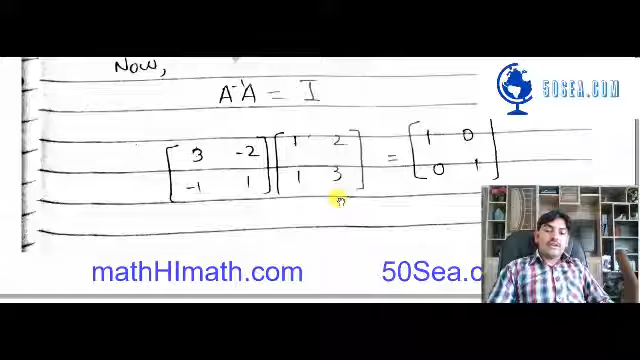 Now,
50SEA.COM
A⁻¹A = I
[3 -2; -1 1] [1 2; 1 3] = [1 0; 0 1]
mathHImath.com 50Sea.c